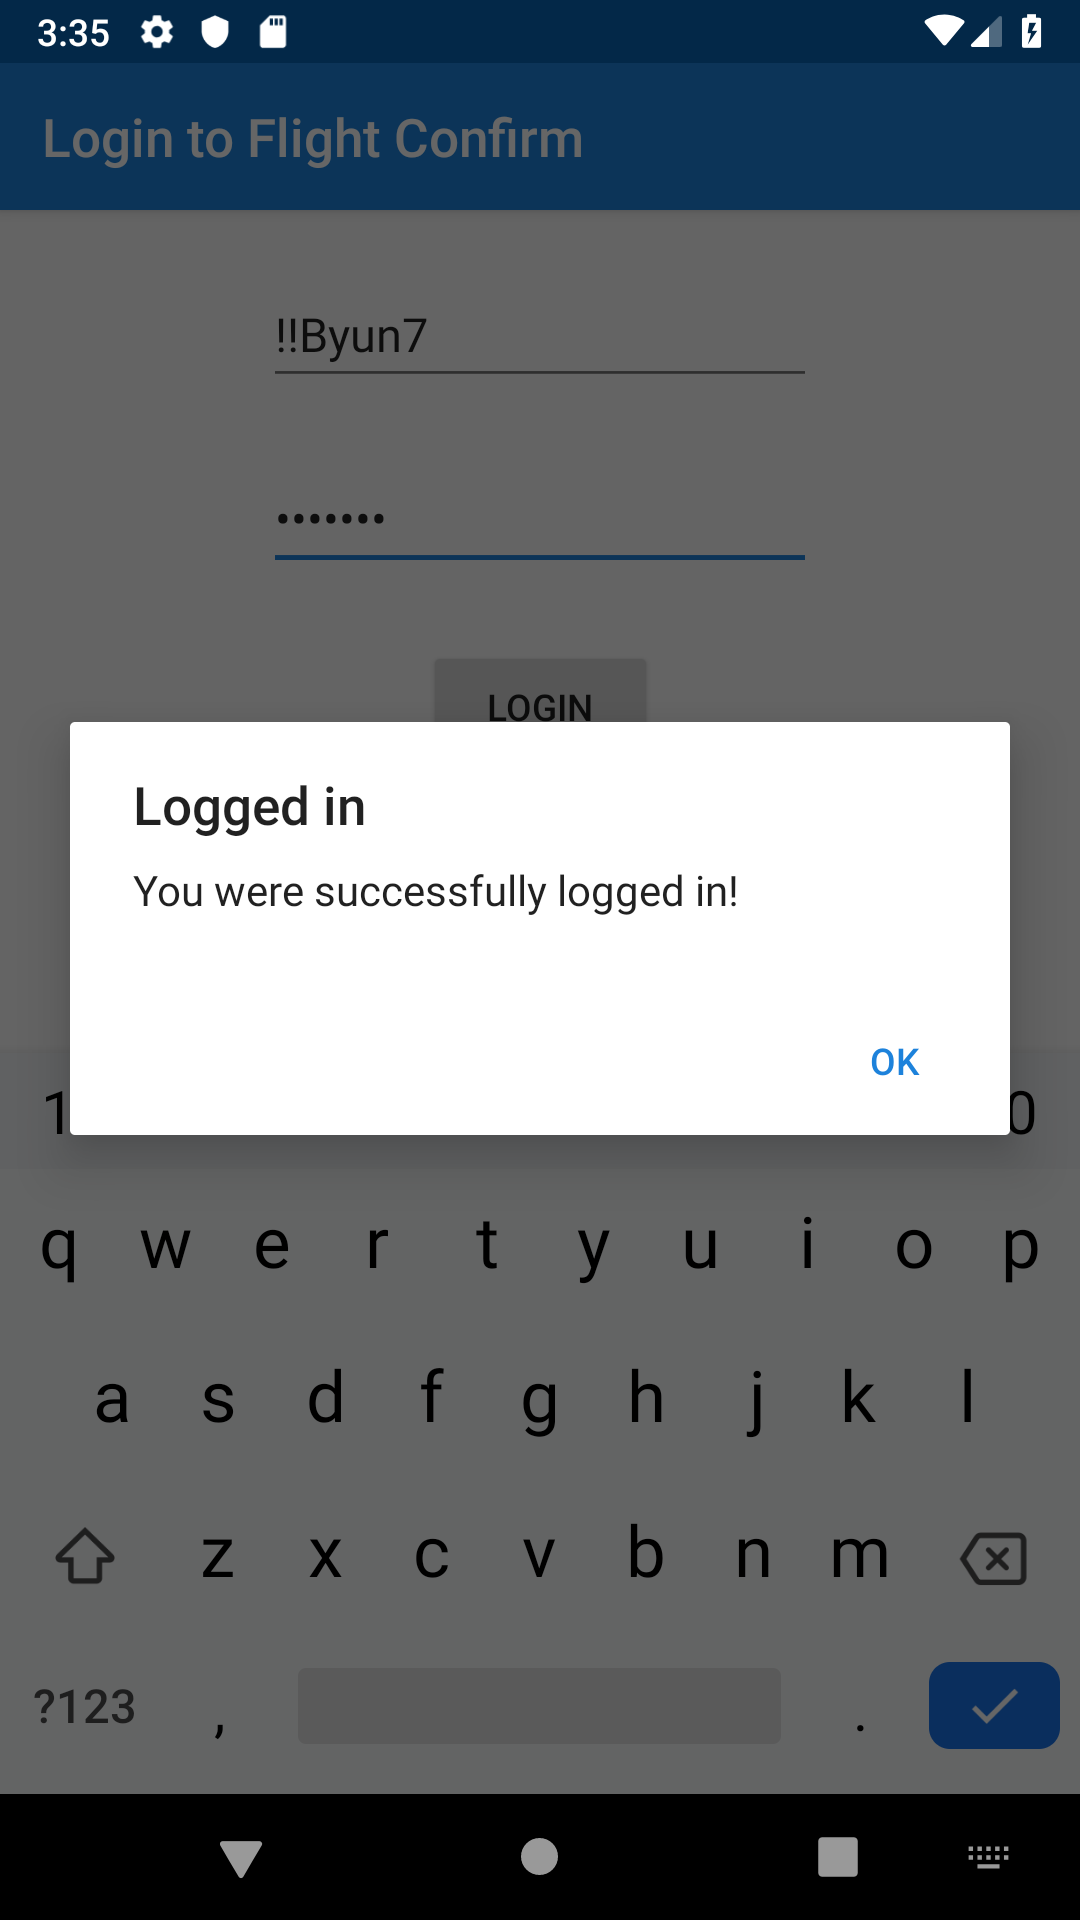 3:35
Login to Flight Confirm
!!Byun7
•••••••
LOGIN
Logged in
You were successfully logged in!
OK
1 0
q w e r t y u i o p
a s d f g h j k l
z x c v b n m
?123 , .